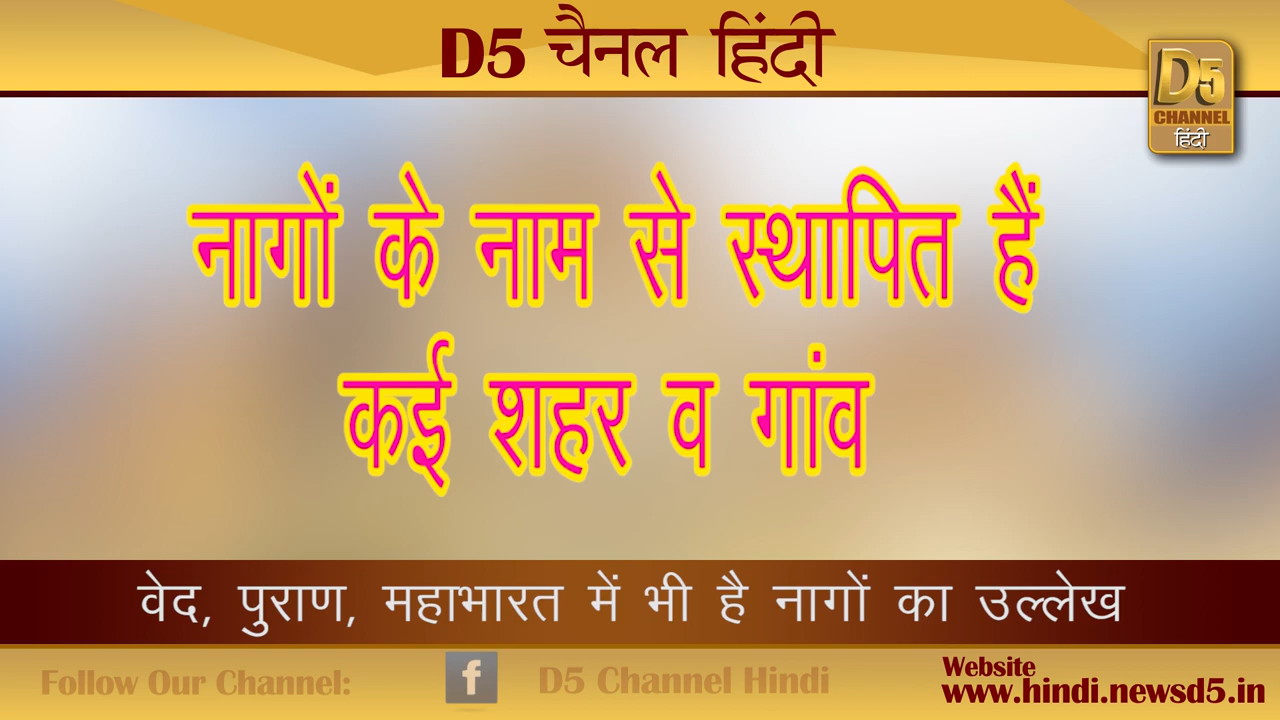 D5 चैनल हिंदी
D5
CHANNEL
हिंदी
नागों के नाम से स्थापित हैं
कई शहर व गांव
वेद, पुराण, महाभारत में भी है नागों का उल्लेख
Follow Our Channel: f D5 Channel Hindi
Website
www.hindi.newsd5.in